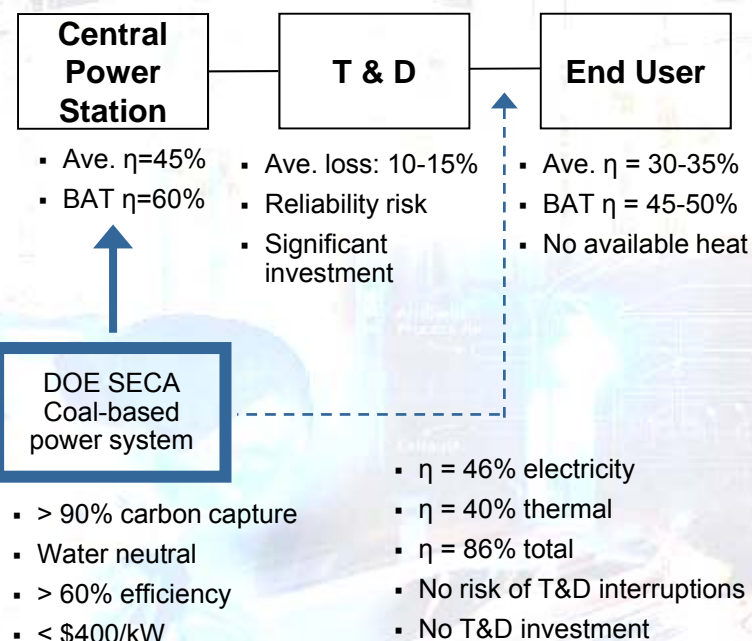 Central
Power
Station
T & D
End User
▪ Ave. η=45%
▪ BAT η=60%
▪ Ave. loss: 10-15%
▪ Reliability risk
▪ Significant
investment
▪ Ave. η = 30-35%
▪ BAT η = 45-50%
▪ No available heat
DOE SECA
Coal-based
power system
▪ > 90% carbon capture
▪ Water neutral
▪ > 60% efficiency
▪ < $400/kW
▪ η = 46% electricity
▪ η = 40% thermal
▪ η = 86% total
▪ No risk of T&D interruptions
▪ No T&D investment